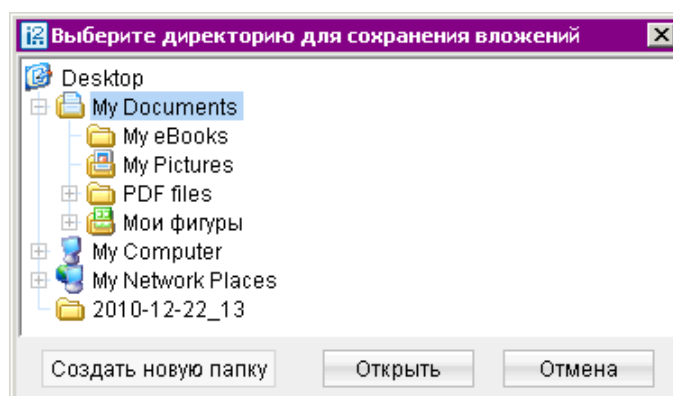 Выберите директорию для сохранения вложений
Desktop
My Documents
My eBooks
My Pictures
PDF files
Мои фигуры
My Computer
My Network Places
2010-12-22_13
Создать новую папку Открыть Отмена